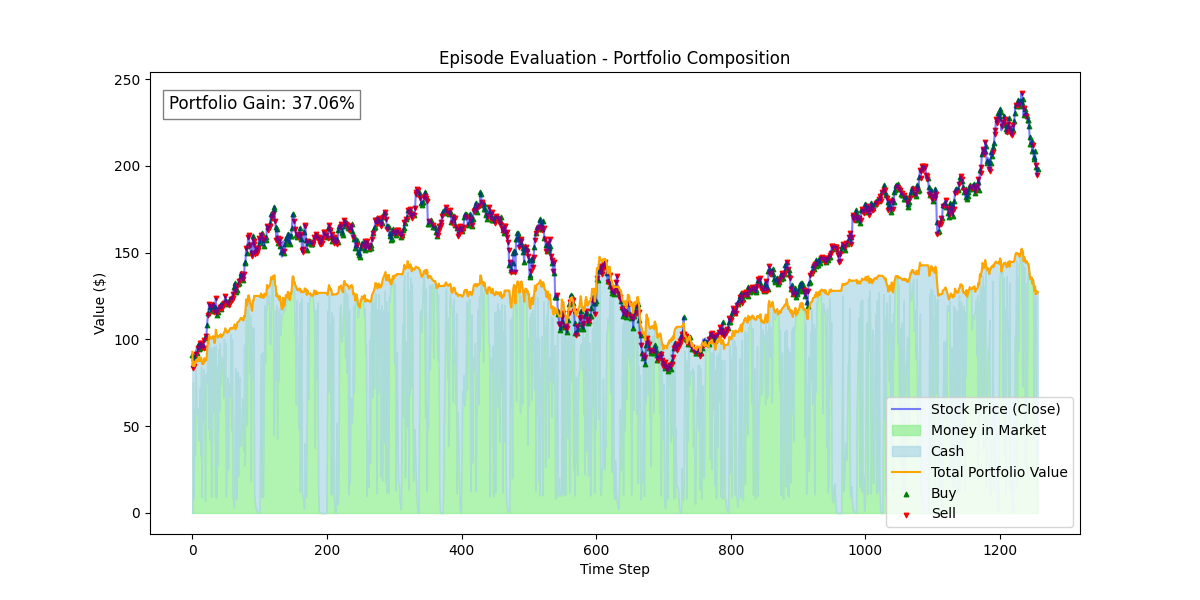 Episode Evaluation - Portfolio Composition
Portfolio Gain: 37.06%
Value ($)
250
200
150
100
50
0
0 200 400 600 800 1000 1200
Time Step
Stock Price (Close)
Money in Market
Cash
Total Portfolio Value
Buy
Sell